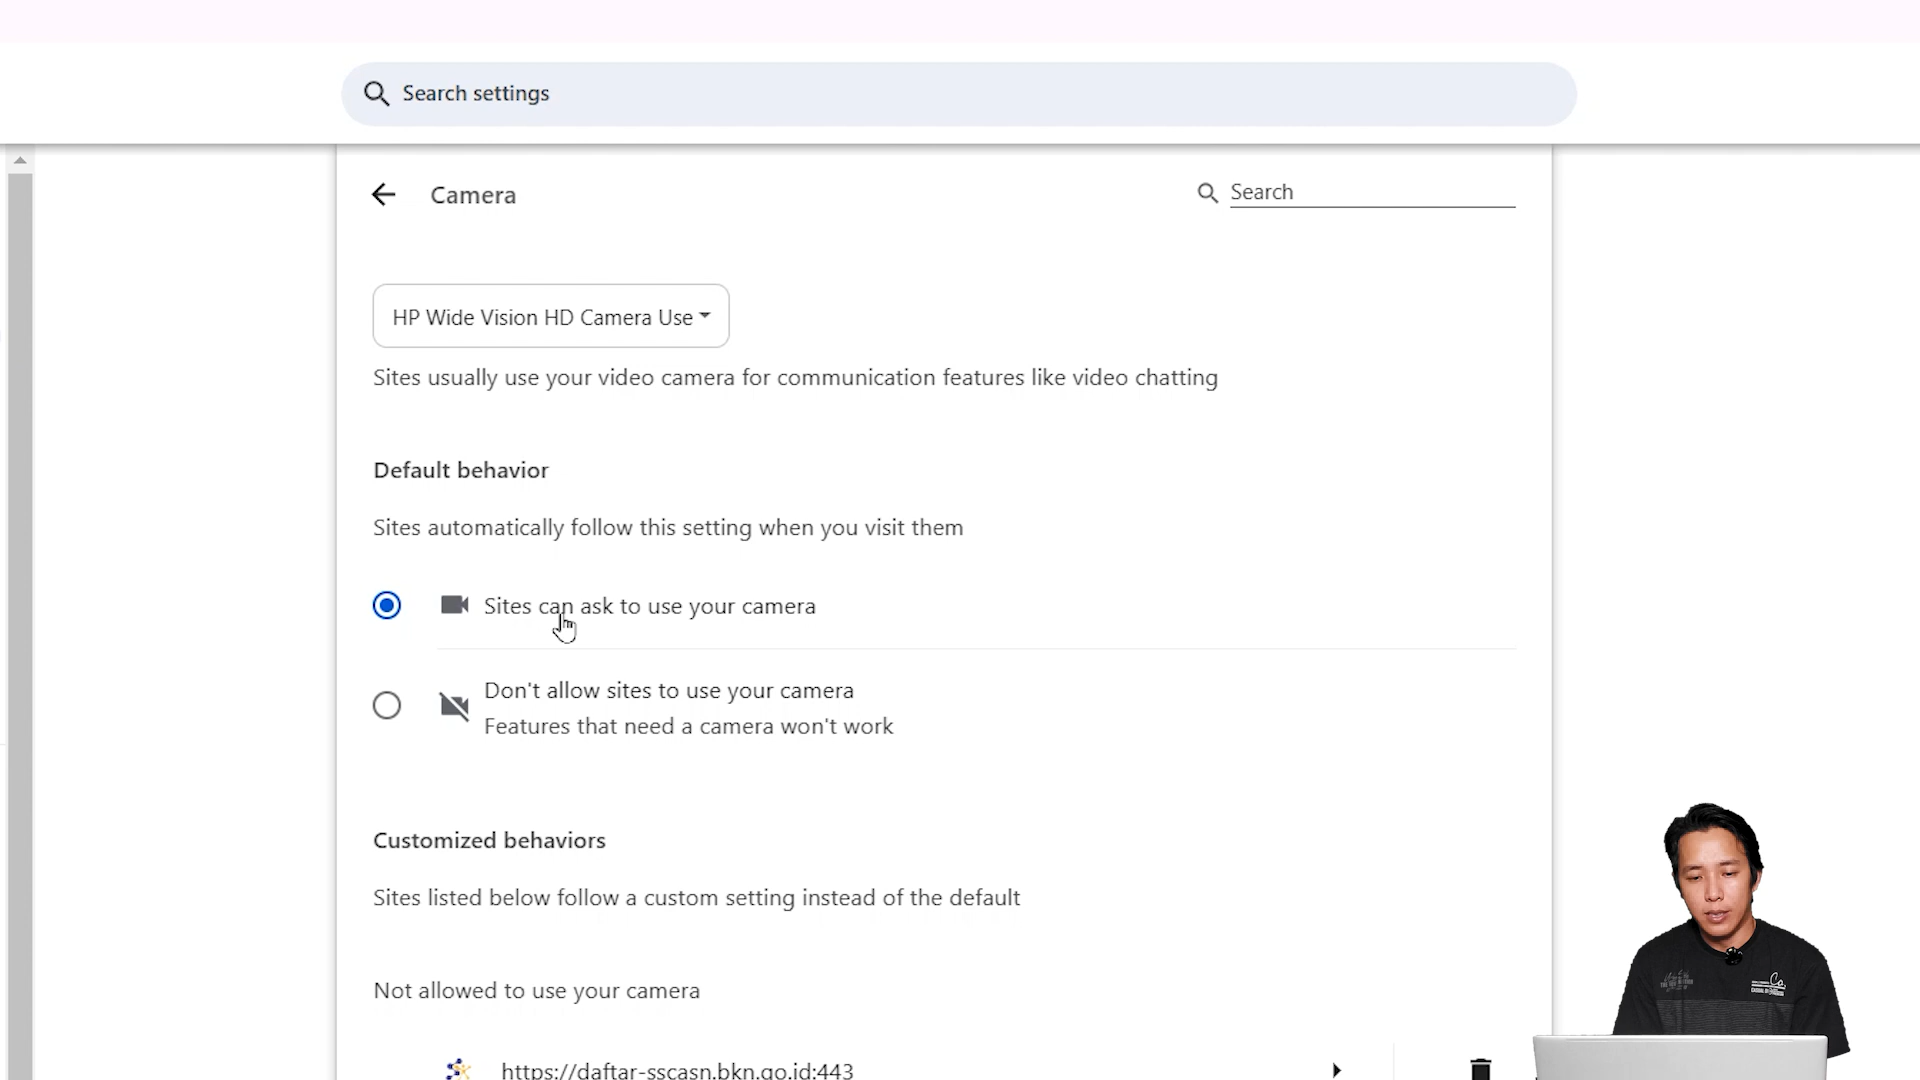 Search settings
Camera
Search
HP Wide Vision HD Camera Use
Sites usually use your video camera for communication features like video chatting
Default behavior
Sites automatically follow this setting when you visit them
Sites can ask to use your camera
Don't allow sites to use your camera
Features that need a camera won't work
Customized behaviors
Sites listed below follow a custom setting instead of the default
Not allowed to use your camera
https://daftar-sscasn.bkn.go.id:443
Co.